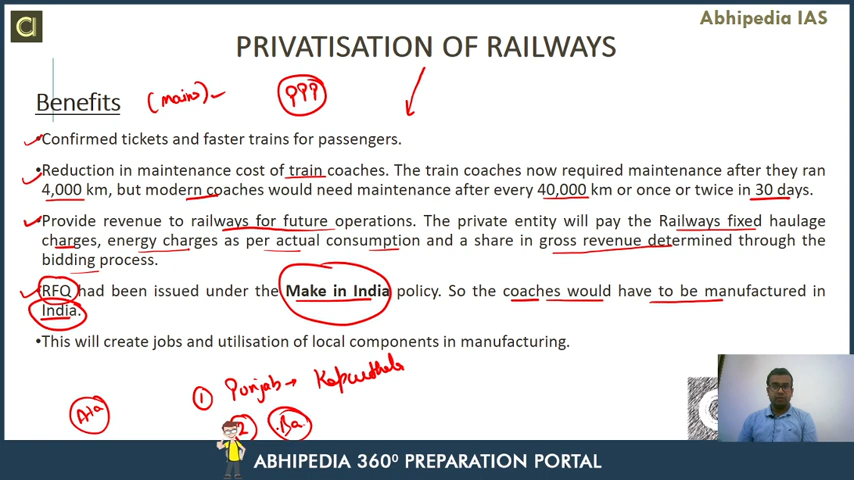 Abhipedia IAS
PRIVATISATION OF RAILWAYS
Benefits (mains) PPP
Confirmed tickets and faster trains for passengers.
•Reduction in maintenance cost of train coaches. The train coaches now required maintenance after they ran
4,000 km, but modern coaches would need maintenance after every 40,000 km or once or twice in 30 days.
•Provide revenue to railways for future operations. The private entity will pay the Railways fixed haulage
charges, energy charges as per actual consumption and a share in gross revenue determined through the
bidding process.
•RFQ had been issued under the Make in India policy. So the coaches would have to be manufactured in
India.
•This will create jobs and utilisation of local components in manufacturing.
1 Punjab → Kapurthala
2 Ba
ABHIPEDIA 360⁰ PREPARATION PORTAL